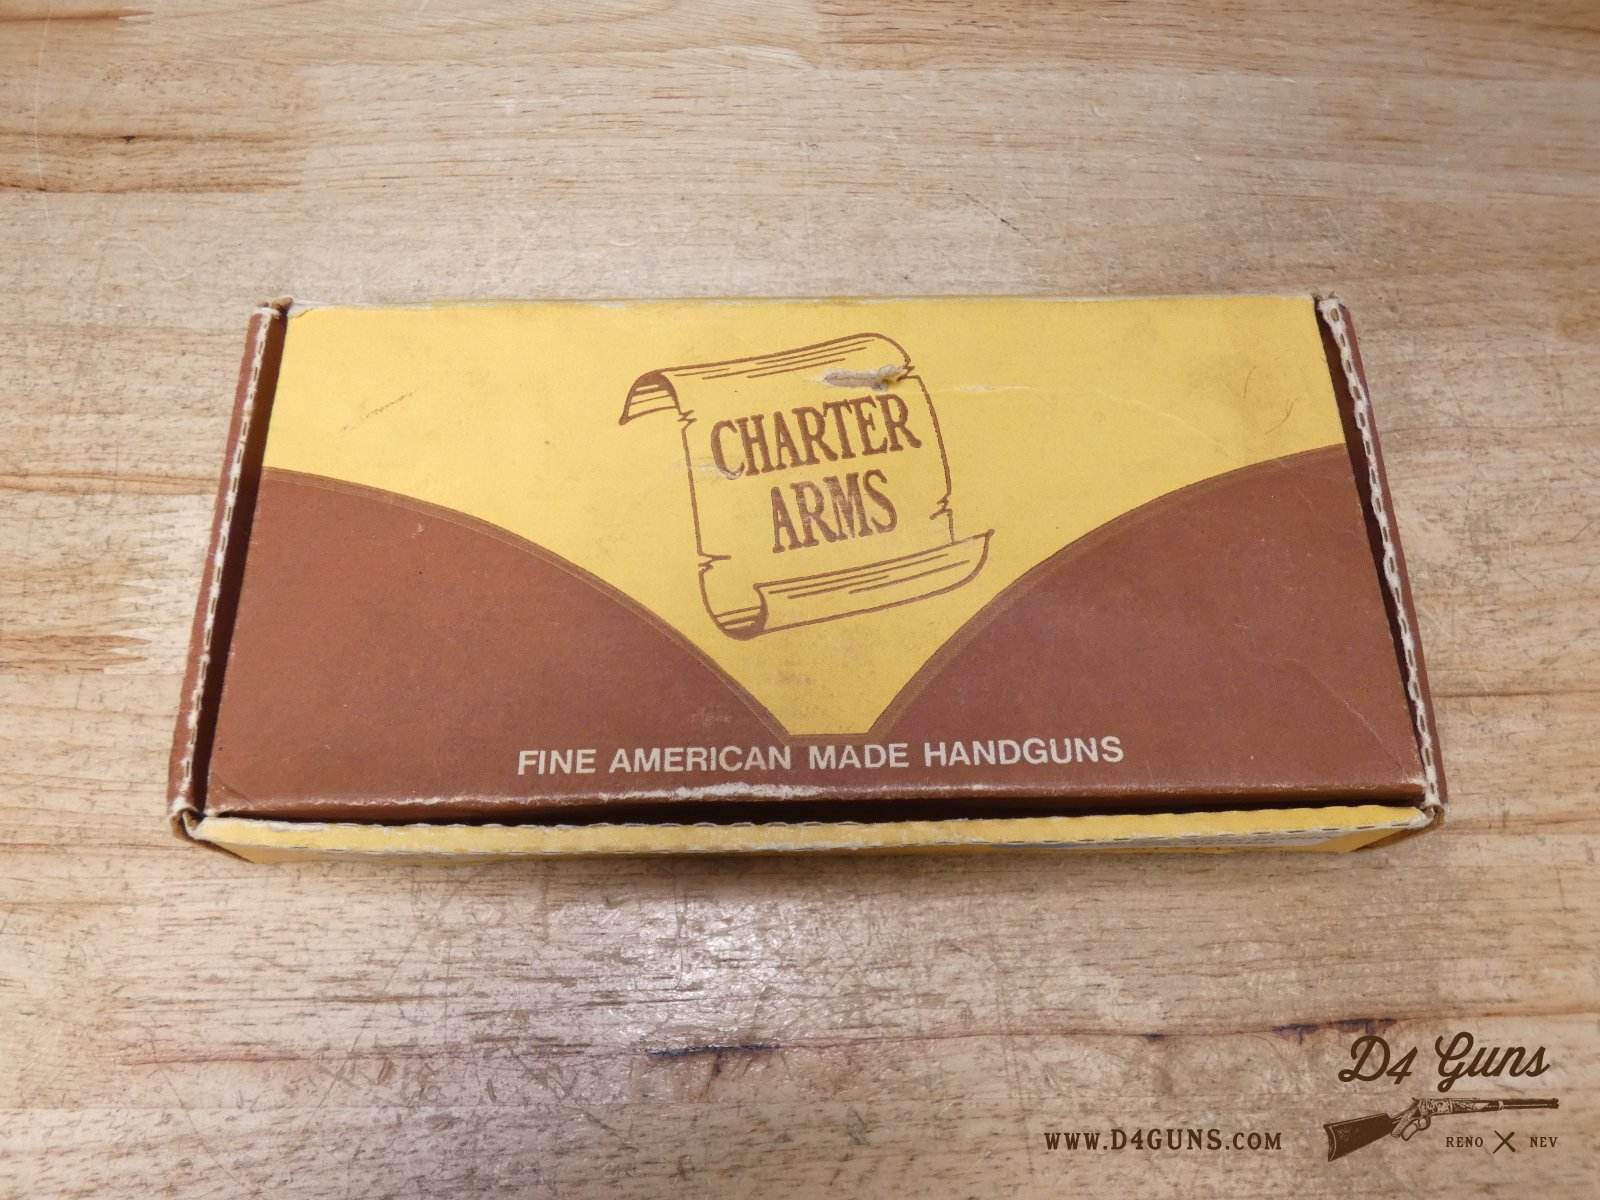 CHARTER
ARMS
FINE AMERICAN MADE HANDGUNS
D4 Guns
WWW.D4GUNS.COM
RENO NEV